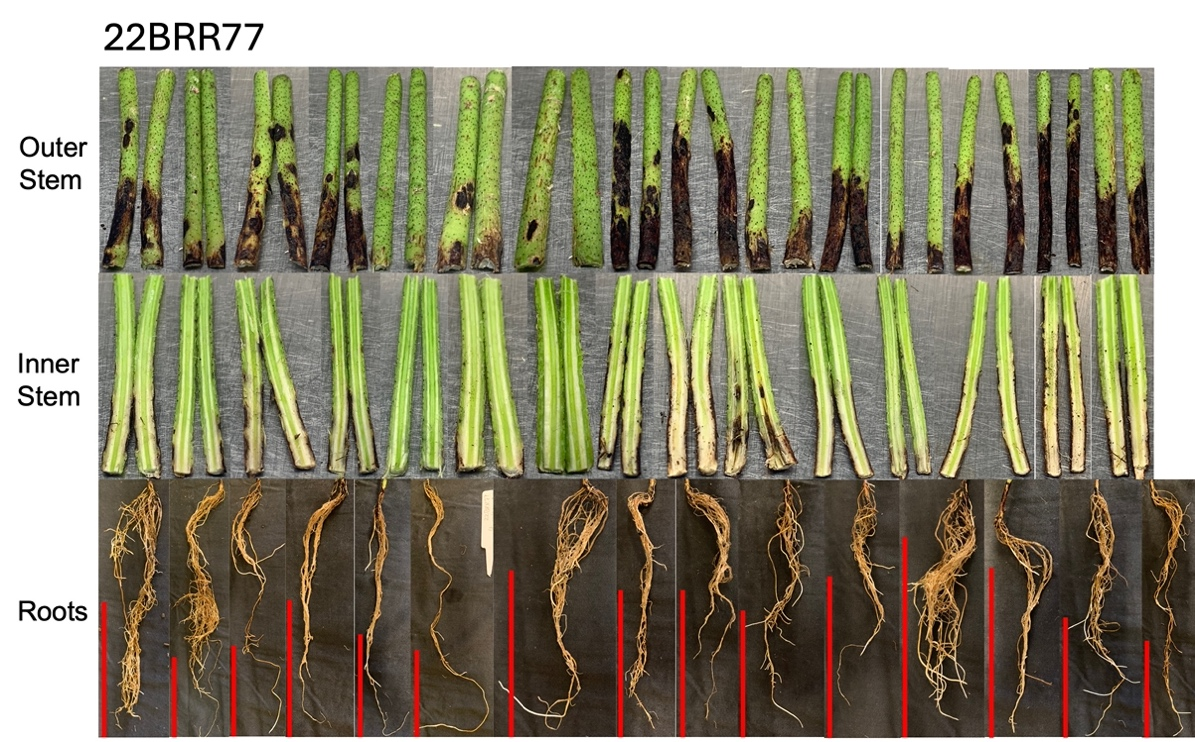 22BRR77
Outer
Stem
Inner
Stem
Roots